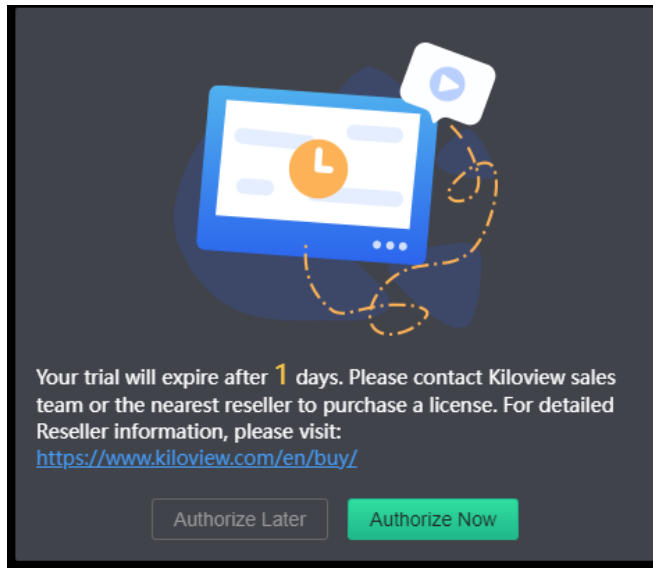 Your trial will expire after 1 days. Please contact Kiloview sales
team or the nearest reseller to purchase a license. For detailed
Reseller information, please visit:
https://www.kiloview.com/en/buy/
Authorize Later
Authorize Now